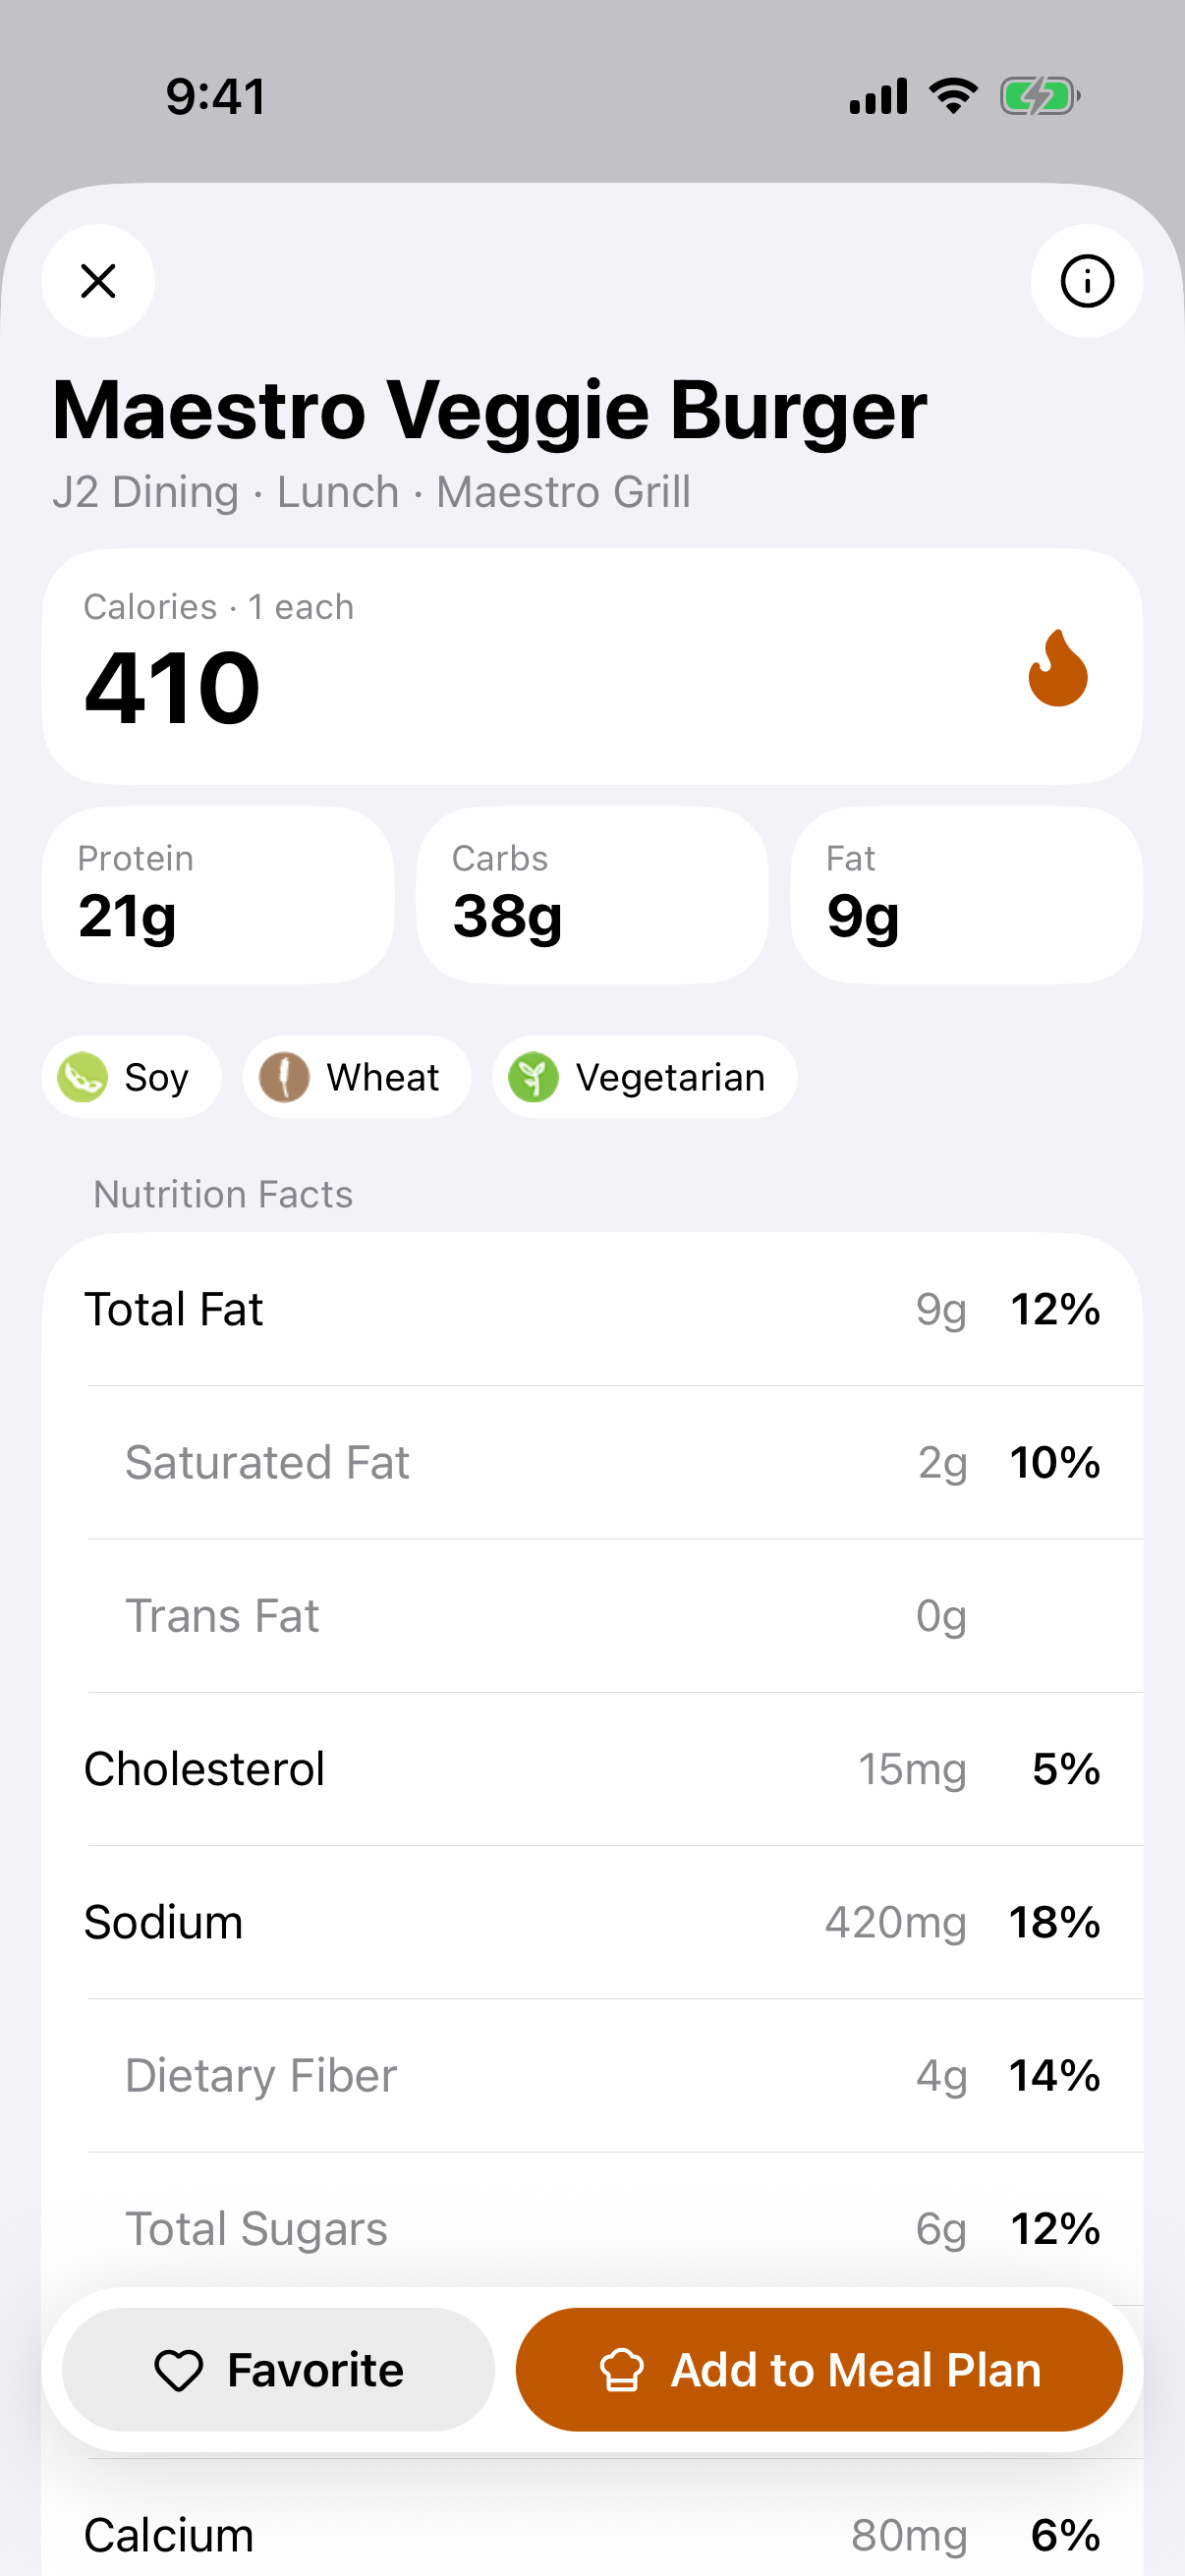 9:41
Maestro Veggie Burger
J2 Dining · Lunch · Maestro Grill
Calories · 1 each
410
Protein
21g
Carbs
38g
Fat
9g
Soy
Wheat
Vegetarian
Nutrition Facts
Total Fat 9g 12%
Saturated Fat 2g 10%
Trans Fat 0g
Cholesterol 15mg 5%
Sodium 420mg 18%
Dietary Fiber 4g 14%
Total Sugars 6g 12%
Favorite
Add to Meal Plan
Calcium 80mg 6%